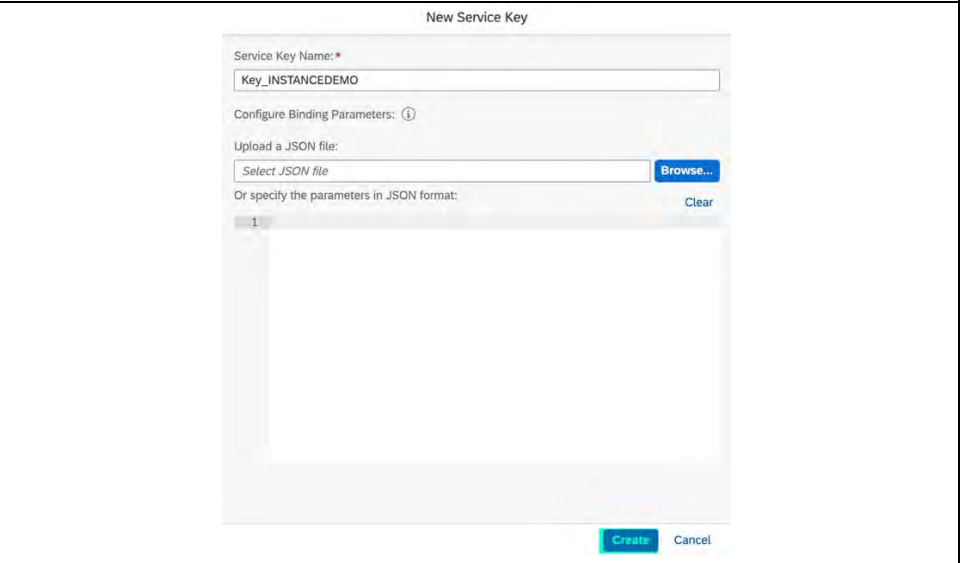 New Service Key
Service Key Name:*
Key_INSTANCEDEMO
Configure Binding Parameters:
Upload a JSON file:
Select JSON file Browse...
Or specify the parameters in JSON format:
Clear
1
Create Cancel